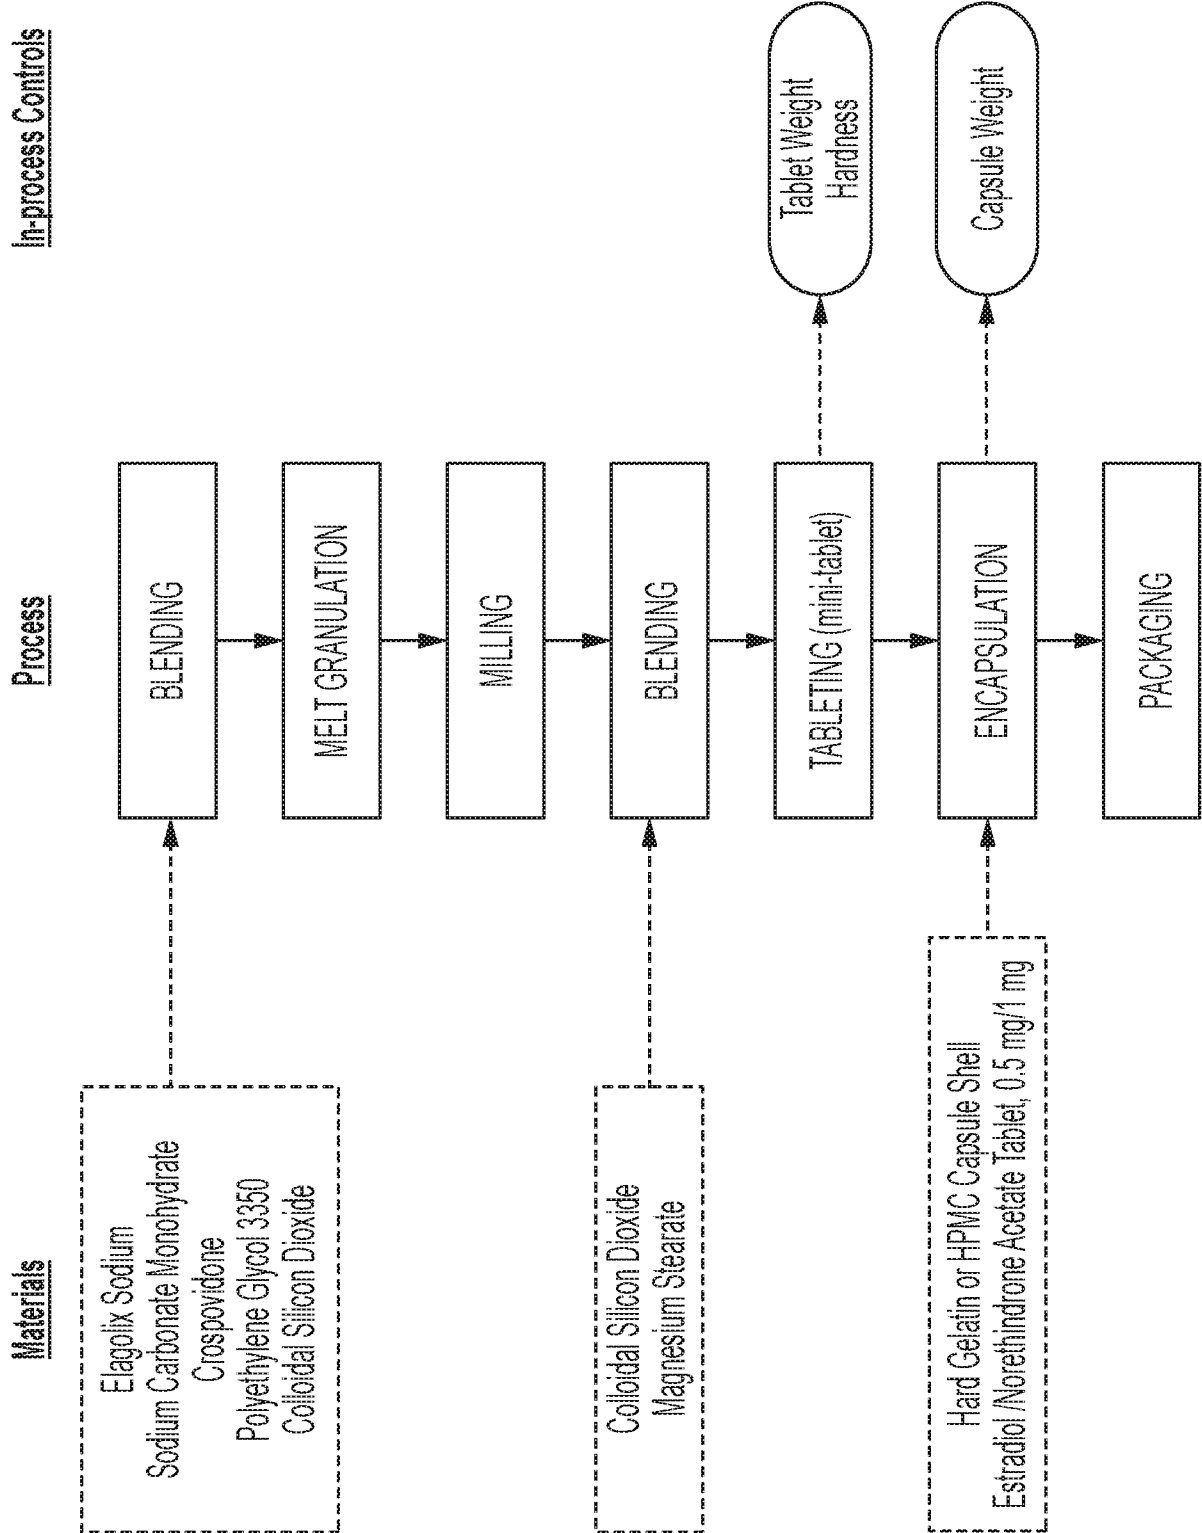 Materials
Process
In-process Controls
Elagolix Sodium
Sodium Carbonate Monohydrate
Crospovidone
Polyethylene Glycol 3350
Colloidal Silicon Dioxide
BLENDING
MELT GRANULATION
MILLING
Colloidal Silicon Dioxide
Magnesium Stearate
BLENDING
TABLETING (mini-tablet)
Tablet Weight
Hardness
Hard Gelatin or HPMC Capsule Shell
Estradiol /Norethindrone Acetate Tablet, 0.5 mg/1 mg
ENCAPSULATION
Capsule Weight
PACKAGING